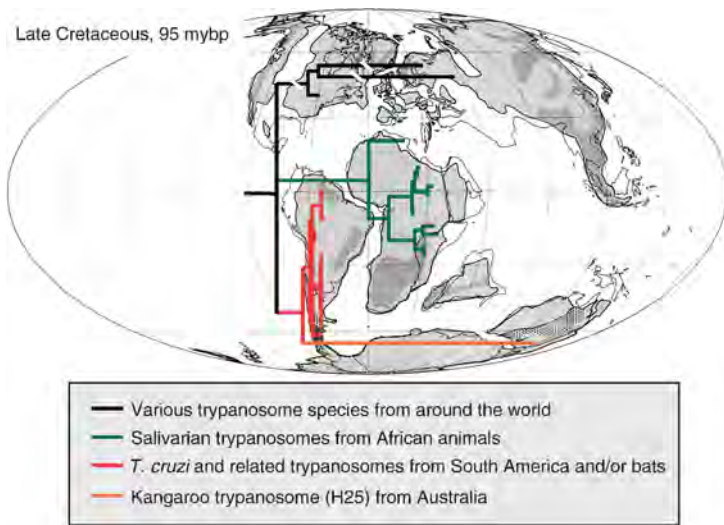 Late Cretaceous, 95 mybp
Various trypanosome species from around the world
Salivarian trypanosomes from African animals
T. cruzi and related trypanosomes from South America and/or bats
Kangaroo trypanosome (H25) from Australia